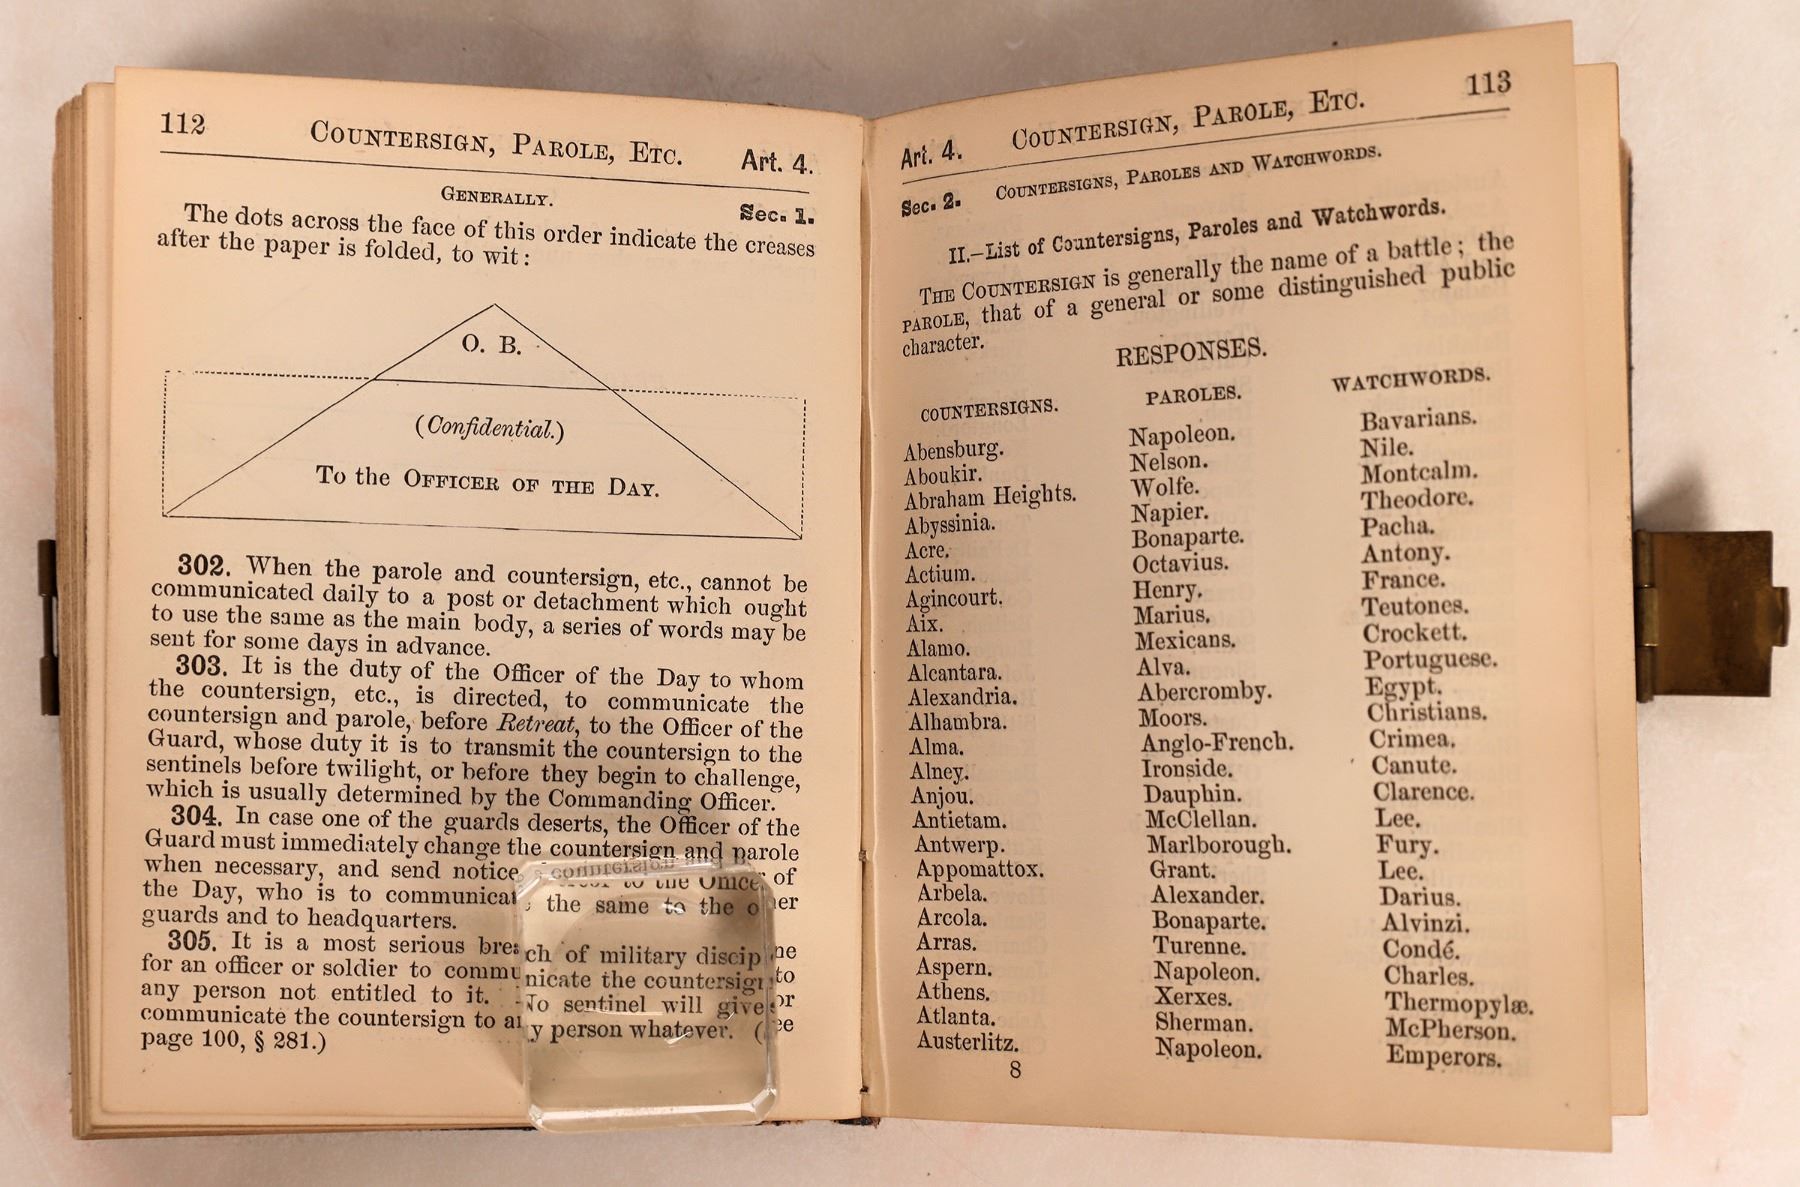 112 COUNTERSIGN, PAROLE, ETC. Art. 4.
GENERALLY. Sec. 1.
The dots across the face of this order indicate the creases
after the paper is folded, to wit:
O. B.
(Confidential.)
To the OFFICER OF THE DAY.
302. When the parole and countersign, etc., cannot be
communicated daily to a post or detachment which ought
to use the same as the main body, a series of words may be
sent for some days in advance.
303. It is the duty of the Officer of the Day to whom
the countersign, etc., is directed, to communicate the
countersign and parole, before Retreat, to the Officer of the
Guard, whose duty it is to transmit the countersign to the
sentinels before twilight, or before they begin to challenge,
which is usually determined by the Commanding Officer.
304. In case one of the guards deserts, the Officer of the
Guard must immediately change the countersign and parole
when necessary, and send notice to the Officer of
the Day, who is to communicate the same to the other
guards and to headquarters.
305. It is a most serious breach of military discipline
for an officer or soldier to communicate the countersign to
any person not entitled to it. No sentinel will give or
communicate the countersign to any person whatever. (See
page 100, § 281.)
Art. 4. COUNTERSIGN, PAROLE, ETC. 113
Sec. 2. COUNTERSIGNS, PAROLES AND WATCHWORDS.
II.—List of Countersigns, Paroles and Watchwords.
THE COUNTERSIGN is generally the name of a battle; the
PAROLE, that of a general or some distinguished public
character.
RESPONSES.
COUNTERSIGNS. PAROLES. WATCHWORDS.
Abensburg. Napoleon. Bavarians.
Aboukir. Nelson. Nile.
Abraham Heights. Wolfe. Montcalm.
Abyssinia. Napier. Theodore.
Acre. Bonaparte. Pacha.
Actium. Octavius. Antony.
Agincourt. Henry. France.
Aix. Marius. Teutones.
Alamo. Mexicans. Crockett.
Alcantara. Alva. Portuguese.
Alexandria. Abercromby. Egypt.
Alhambra. Moors. Christians.
Alma. Anglo-French. Crimea.
Alney. Ironside. Canute.
Anjou. Dauphin. Clarence.
Antietam. McClellan. Lee.
Antwerp. Marlborough. Fury.
Appomattox. Grant. Lee.
Arbela. Alexander. Darius.
Arcola. Bonaparte. Alvinzi.
Arras. Turenne. Condé.
Aspern. Napoleon. Charles.
Athens. Xerxes. Thermopylæ.
Atlanta. Sherman. McPherson.
Austerlitz. Napoleon. Emperors.
8